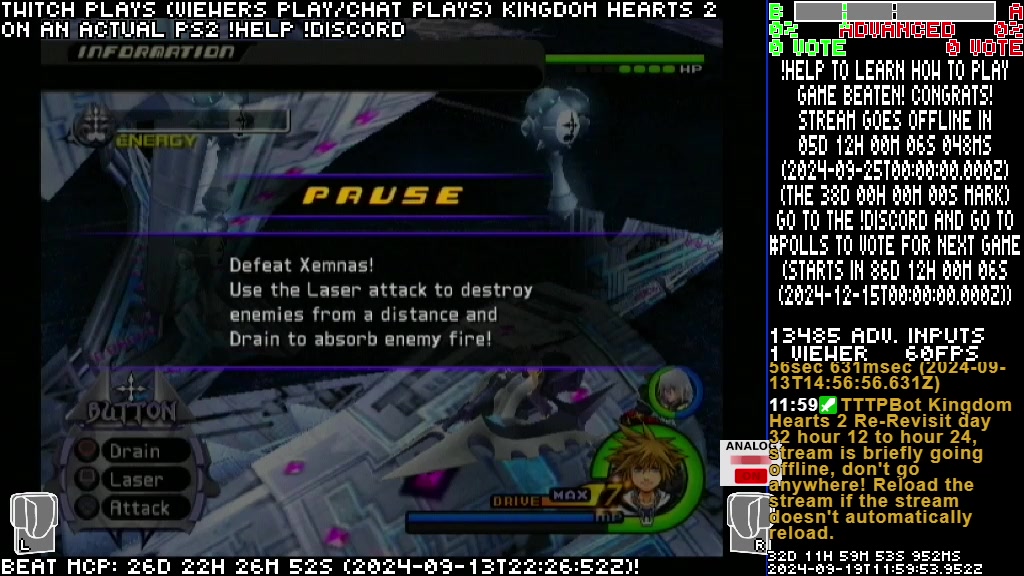 TWITCH PLAYS (VIEWERS PLAY/CHAT PLAYS) KINGDOM HEARTS 2
ON AN ACTUAL PS2 !HELP !DISCORD
INFORMATION
HP
ENERGY
PAUSE
Defeat Xemnas!
Use the Laser attack to destroy
enemies from a distance and
Drain to absorb enemy fire!
BUTTON
Drain
Laser
Attack
DRIVE MAX 7
MP
L
R
ANALOG
BEAT MCP: 26D 22H 26M 52S (2024-09-13T22:26:52Z)!
B A
0% ADVANCED 0%
0 VOTE 0 VOTE
!HELP TO LEARN HOW TO PLAY
GAME BEATEN! CONGRATS!
STREAM GOES OFFLINE IN
05D 12H 00M 06S 048MS
(2024-09-25T00:00:00.000Z)
(THE 38D 00H 00M 00S MARK)
GO TO THE !DISCORD AND GO TO
#POLLS TO VOTE FOR NEXT GAME
(STARTS IN 86D 12H 00M 06S
(2024-12-15T00:00:00.000Z))
13485 ADV. INPUTS
1 VIEWER 60FPS
56sec 631msec (2024-09-
13T14:56:56.631Z)
11:59 TTTPBot Kingdom
Hearts 2 Re-Revisit day
32 hour 12 to hour 24,
stream is briefly going
offline, don't go
anywhere! Reload the
stream if the stream
doesn't automatically
reload.
32D 11H 59M 53S 952MS
2024-09-19T11:59:53.952Z